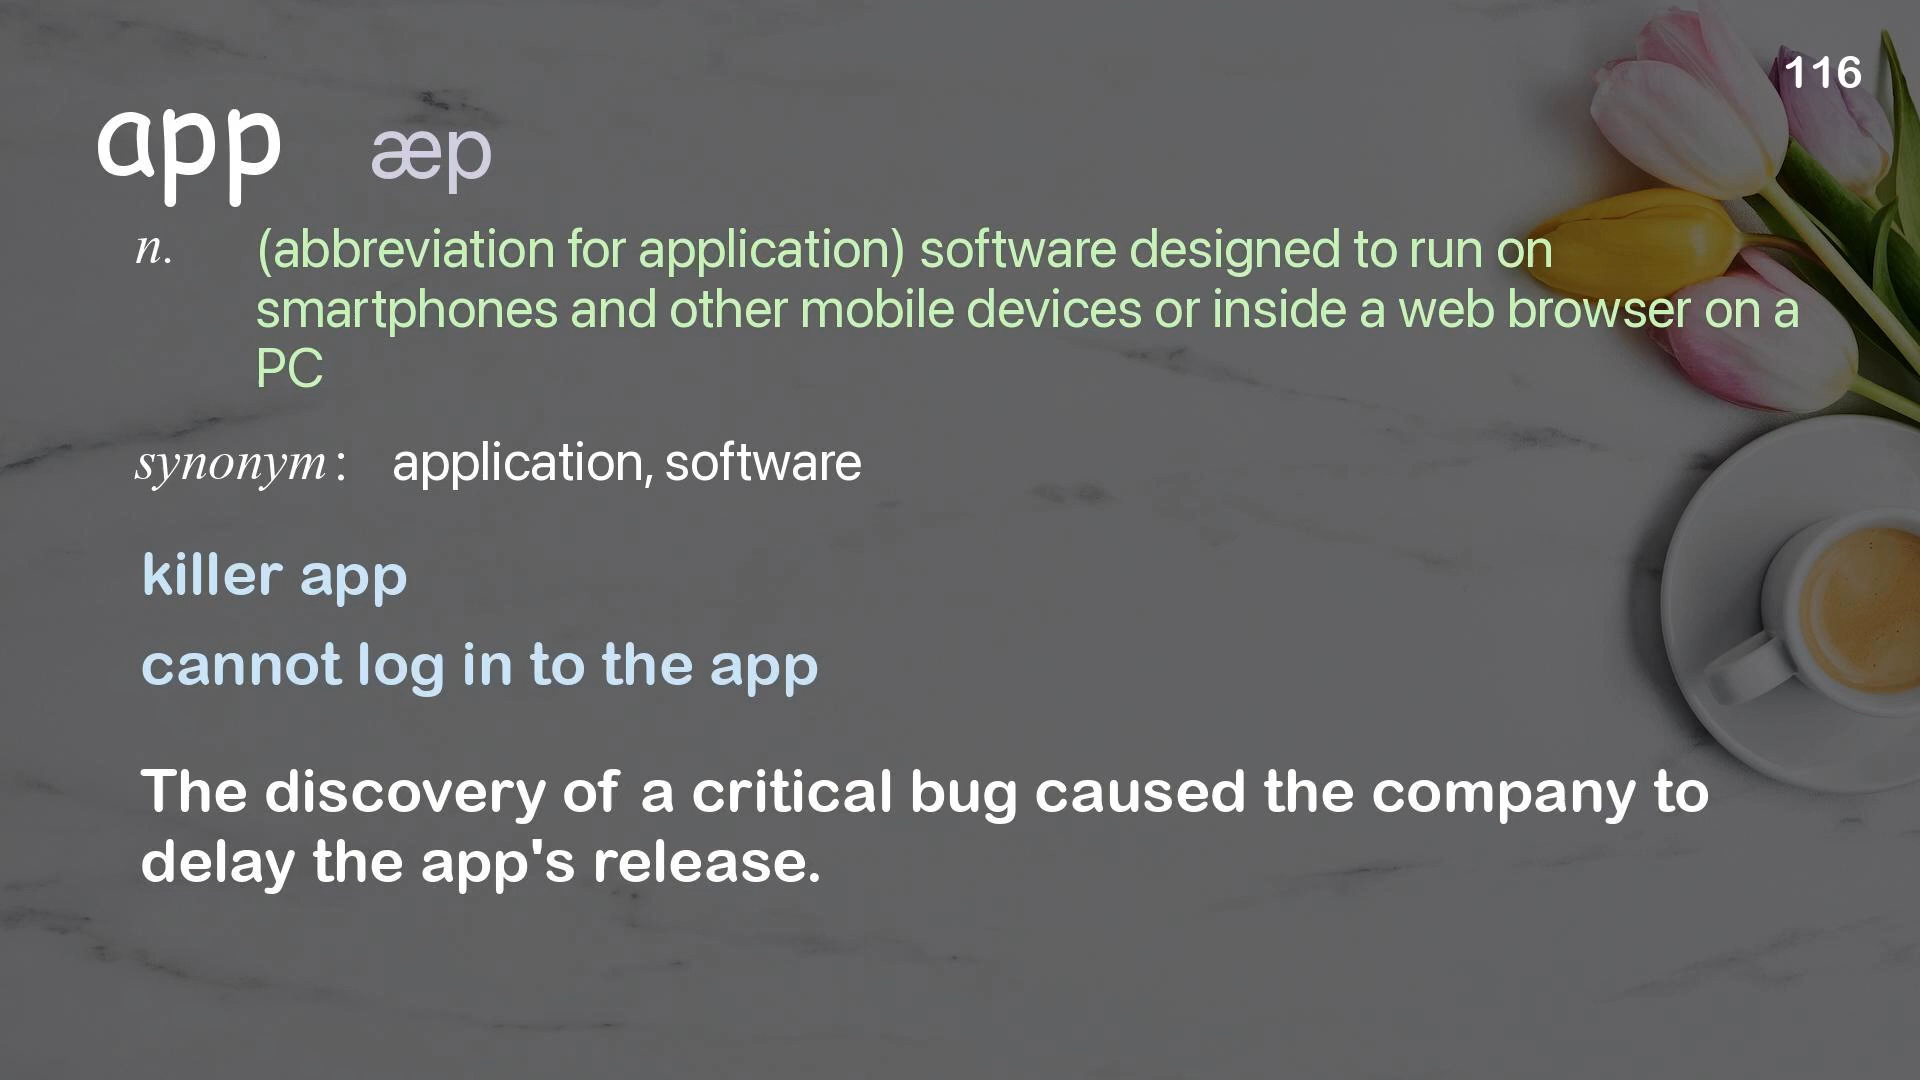 116
app æp
n. (abbreviation for application) software designed to run on
smartphones and other mobile devices or inside a web browser on a
PC
synonym: application, software
killer app
cannot log in to the app
The discovery of a critical bug caused the company to
delay the app's release.